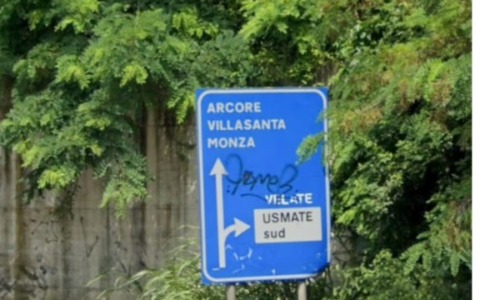 ARCORE
VILLASANTA
MONZA
VELATE
USMATE
sud